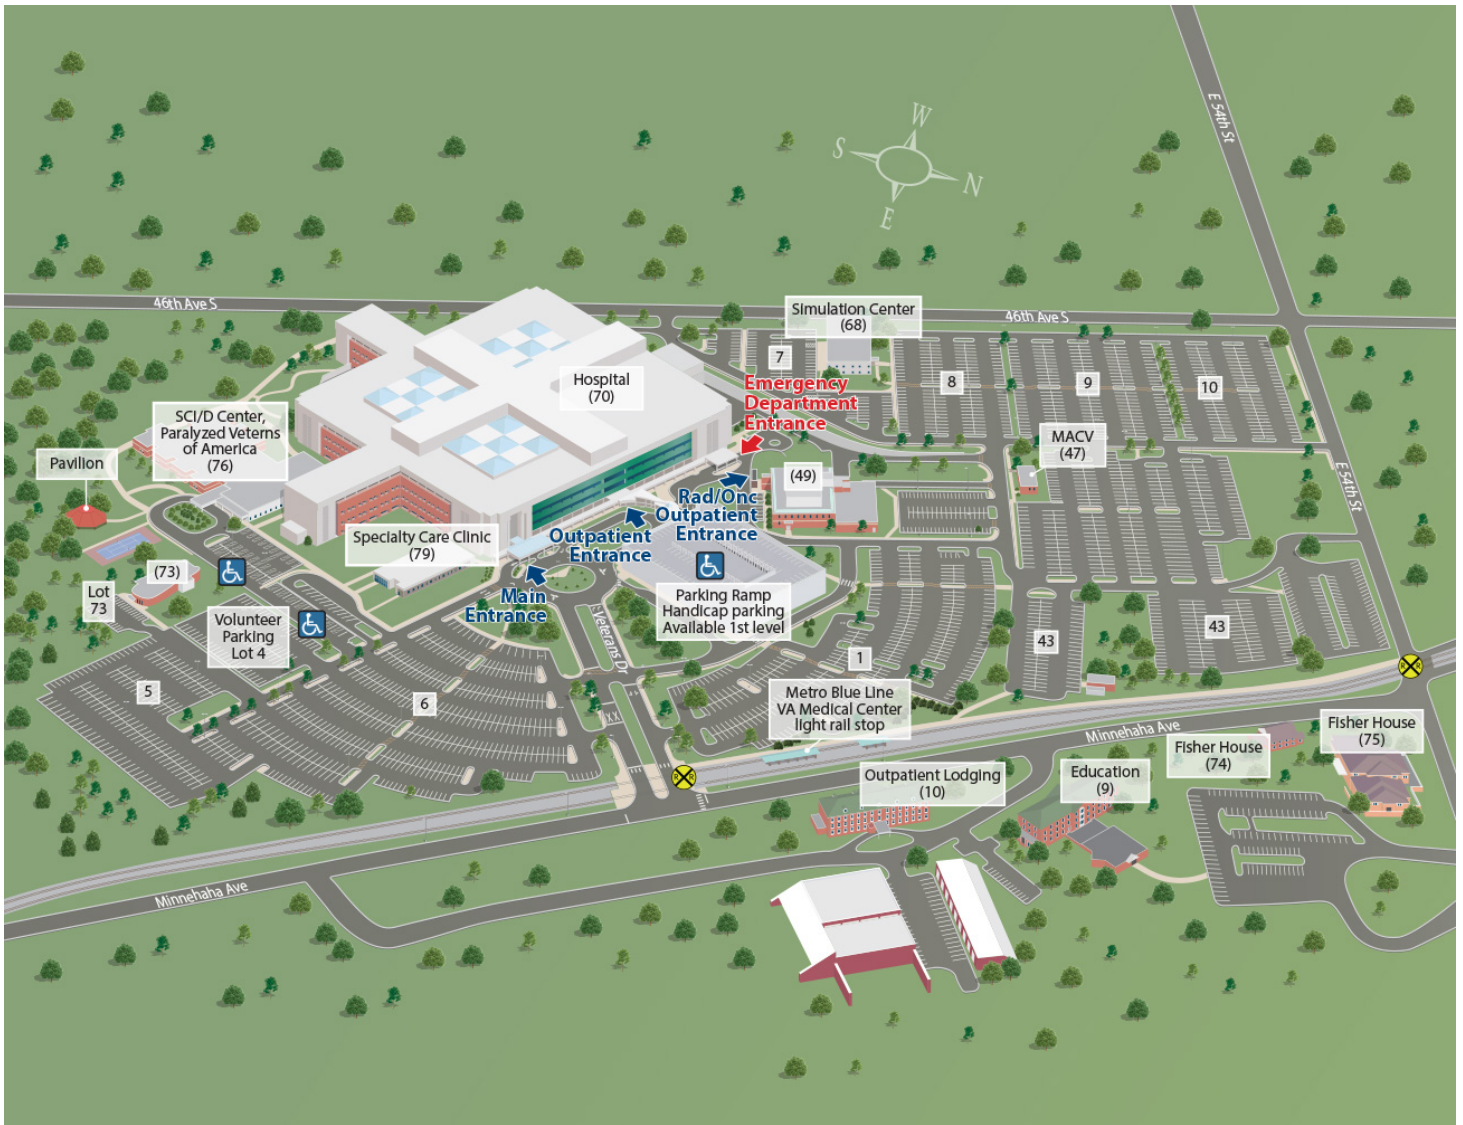 E 54th St
W
S
N
E
46th Ave S
Simulation Center
(68)
46th Ave S
7
Hospital
(70)
Emergency
Department
Entrance
8
9
10
SCI/D Center,
Paralyzed Veterns
of America
(76)
MACV
(47)
Pavilion
(49)
E 54th St
Rad/Onc
Outpatient
Entrance
Outpatient
Entrance
Specialty Care Clinic
(79)
(73)
Lot
73
Main
Entrance
Parking Ramp
Handicap parking
Available 1st level
Volunteer
Parking
Lot 4
Veterans Dr
43
43
1
5
6
Metro Blue Line
VA Medical Center
light rail stop
R R
XX
Minnehaha Ave
Fisher House
(75)
Fisher House
(74)
R R
Outpatient Lodging
(10)
Education
(9)
Minnehaha Ave